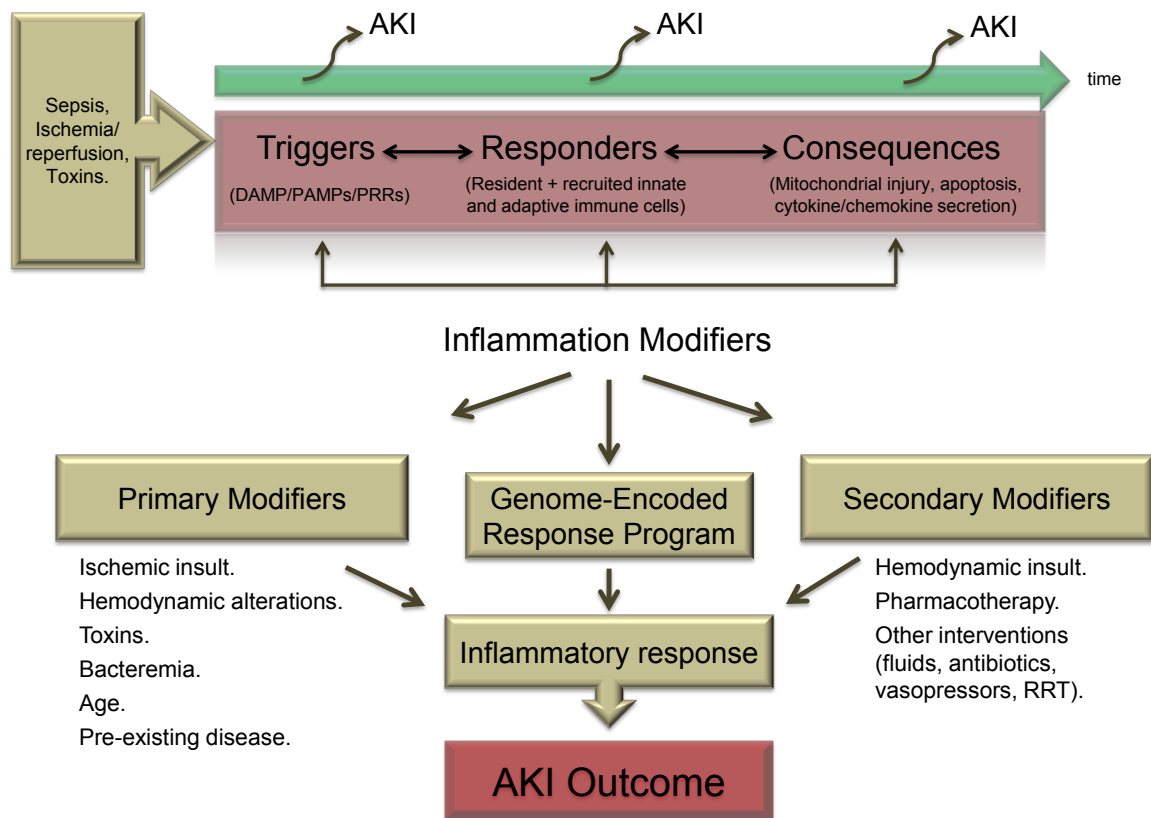 AKI
AKI
AKI
time
Sepsis,
Ischemia/
reperfusion,
Toxins.
Triggers
(DAMP/PAMPs/PRRs)
Responders
(Resident + recruited innate
and adaptive immune cells)
Consequences
(Mitochondrial injury, apoptosis,
cytokine/chemokine secretion)
Inflammation Modifiers
Primary Modifiers
Ischemic insult.
Hemodynamic alterations.
Toxins.
Bacteremia.
Age.
Pre-existing disease.
Genome-Encoded
Response Program
Secondary Modifiers
Hemodynamic insult.
Pharmacotherapy.
Other interventions
(fluids, antibiotics,
vasopressors, RRT).
Inflammatory response
AKI Outcome